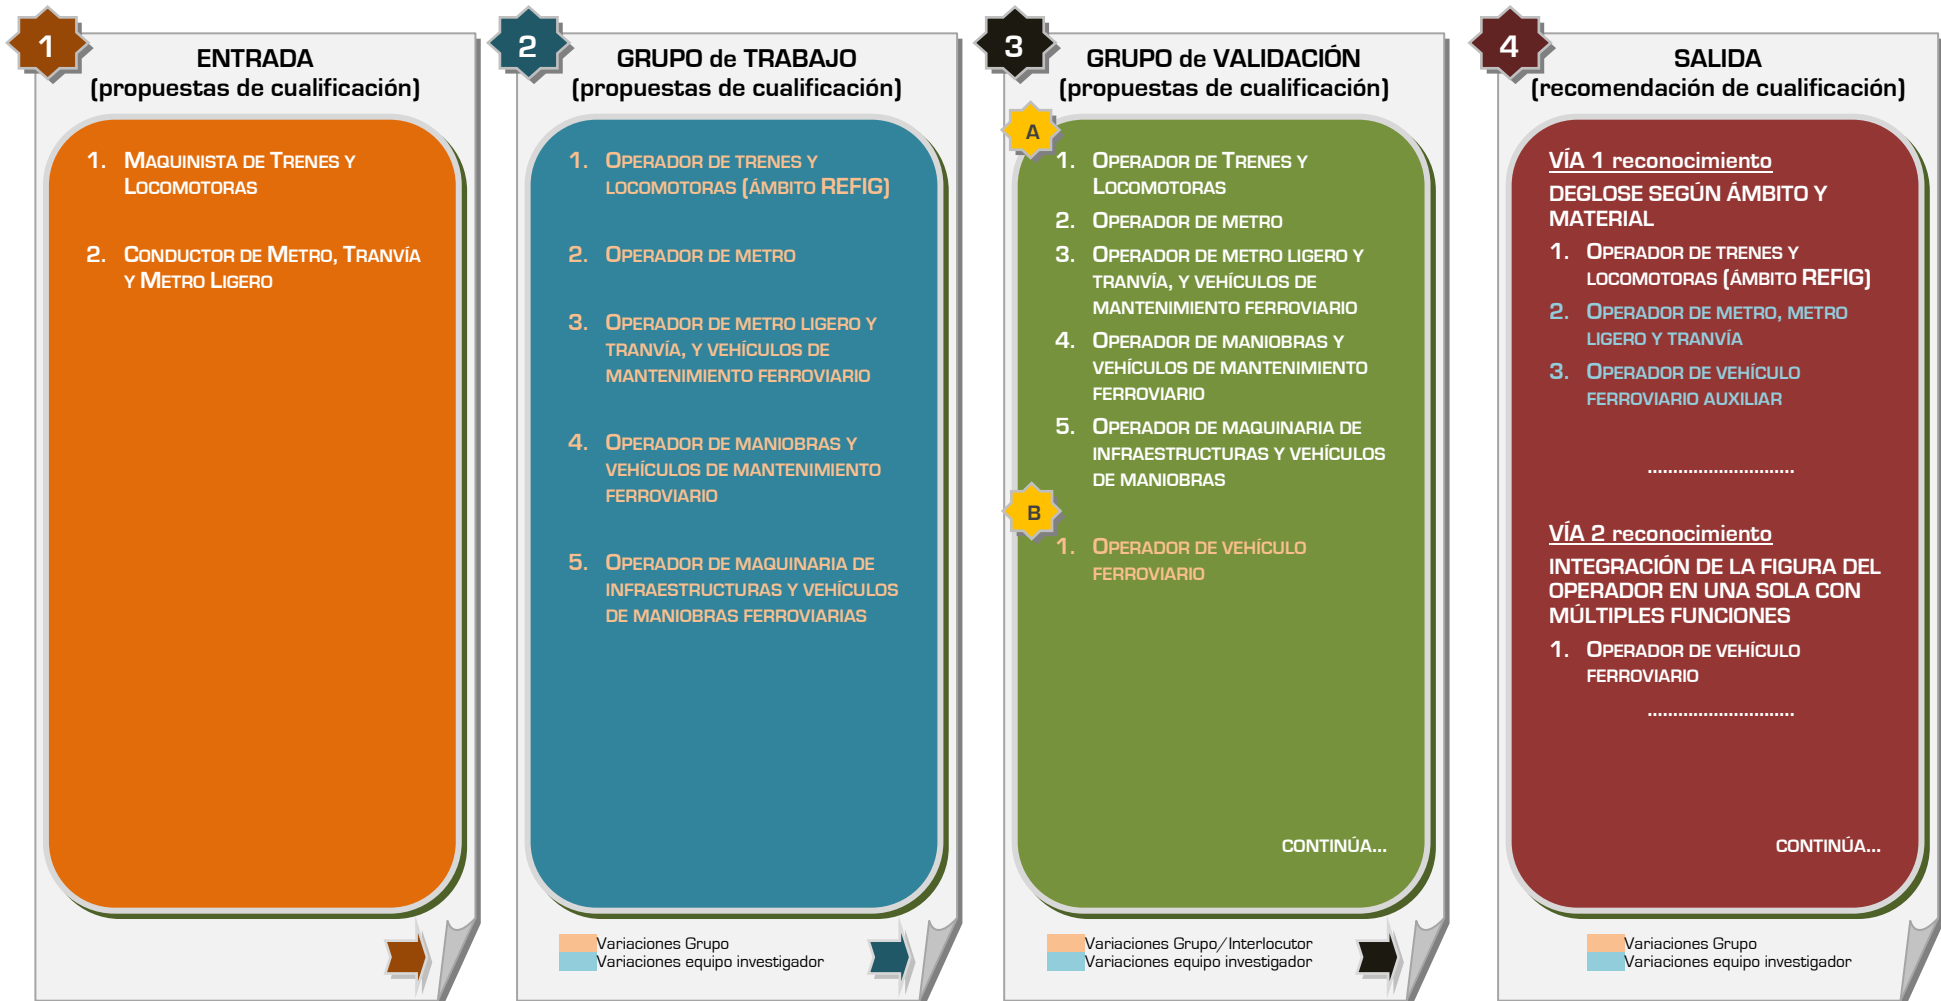 1
ENTRADA
(propuestas de cualificación)
1. Maquinista de Trenes y
Locomotoras
2. Conductor de Metro, Tranvía
y Metro Ligero
2
GRUPO de TRABAJO
(propuestas de cualificación)
1. Operador de trenes y
locomotoras (ámbito REFIG)
2. Operador de metro
3. Operador de metro ligero y
tranvía, y vehículos de
mantenimiento ferroviario
4. Operador de maniobras y
vehículos de mantenimiento
ferroviario
5. Operador de maquinaria de
infraestructuras y vehículos
de maniobras ferroviarias
Variaciones Grupo
Variaciones equipo investigador
3
GRUPO de VALIDACIÓN
(propuestas de cualificación)
A
1. Operador de Trenes y
Locomotoras
2. Operador de metro
3. Operador de metro ligero y
tranvía, y vehículos de
mantenimiento ferroviario
4. Operador de maniobras y
vehículos de mantenimiento
ferroviario
5. Operador de maquinaria de
infraestructuras y vehículos
de maniobras
B
1. Operador de vehículo
ferroviario
continúa...
Variaciones Grupo/Interlocutor
Variaciones equipo investigador
4
SALIDA
(recomendación de cualificación)
VÍA 1 reconocimiento
DEGLOSE SEGÚN ÁMBITO Y
MATERIAL
1. Operador de trenes y
locomotoras (ámbito REFIG)
2. Operador de metro, metro
ligero y tranvía
3. Operador de vehículo
ferroviario auxiliar
.............................
VÍA 2 reconocimiento
INTEGRACIÓN DE LA FIGURA DEL
OPERADOR EN UNA SOLA CON
MÚLTIPLES FUNCIONES
1. Operador de vehículo
ferroviario
.............................
continúa...
Variaciones Grupo
Variaciones equipo investigador